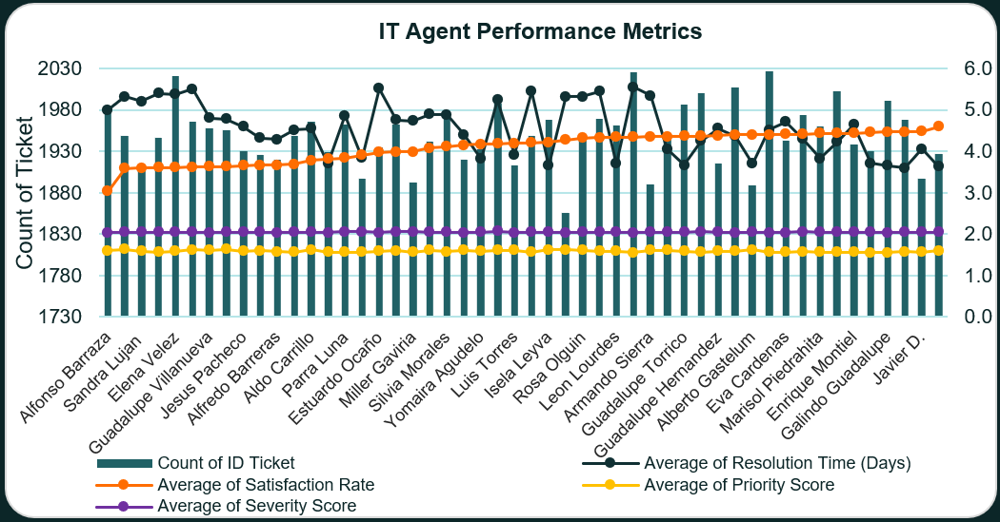 IT Agent Performance Metrics
Count of Ticket
2030
1980
1930
1880
1830
1780
1730
6.0
5.0
4.0
3.0
2.0
1.0
0.0
Alfonso Barraza
Sandra Lujan
Elena Velez
Guadalupe Villanueva
Jesus Pacheco
Alfredo Barreras
Aldo Carrillo
Parra Luna
Estuardo Ocaño
Miller Gaviria
Silvia Morales
Yomaira Agudelo
Luis Torres
Isela Leyva
Rosa Olguin
Leon Lourdes
Armando Sierra
Guadalupe Torrico
Guadalupe Hernandez
Alberto Gastelum
Eva Cardenas
Marisol Piedrahita
Enrique Montiel
Galindo Guadalupe
Javier D.
Count of ID Ticket
Average of Resolution Time (Days)
Average of Satisfaction Rate
Average of Priority Score
Average of Severity Score